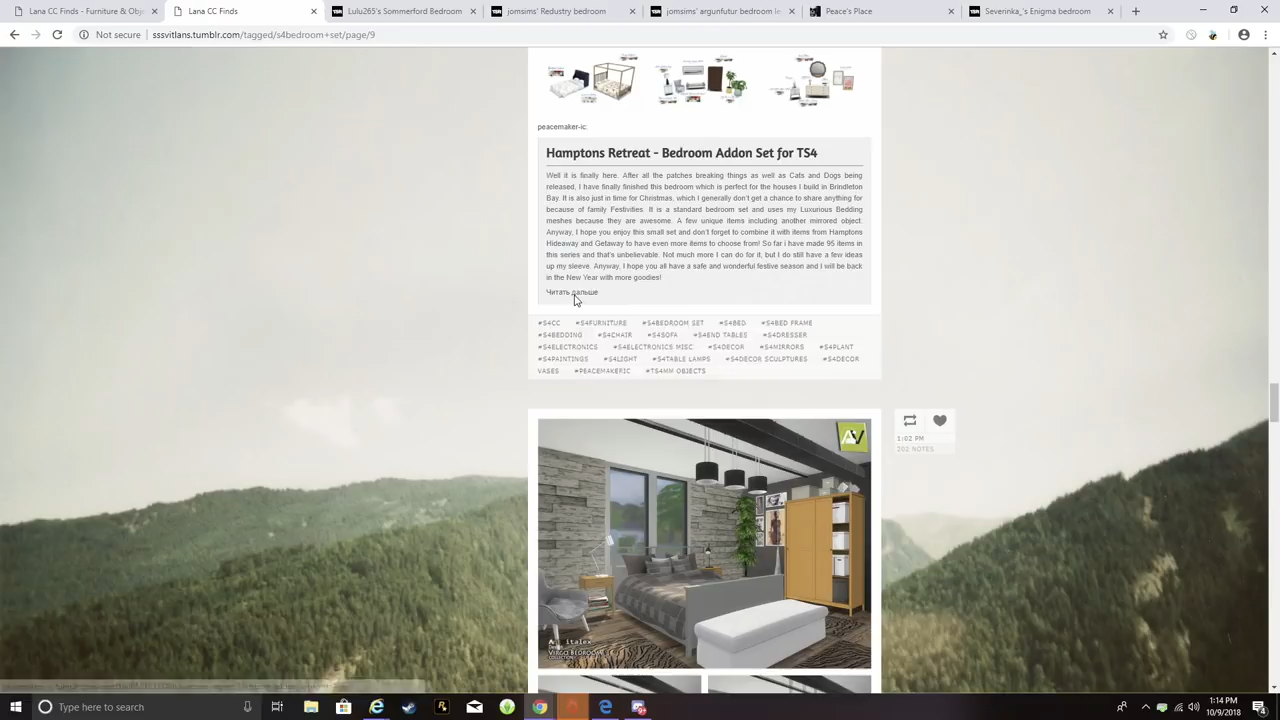 Lana CC Finds - Furniture & Obj
Lana CC Finds
Lulu265's Sommerford Bedroom
jomsims' Redustry bedroom
jomsims' argunfutur bedroom le
Peace's Place
Severinka_'s Enigma bedroom
Not secure
sssvitlans.tumblr.com/tagged/s4bedroom+set/page/9
peacemaker-ic:
Hamptons Retreat - Bedroom Addon Set for TS4
Well it is finally here. After all the patches breaking things as well as Cats and Dogs being
released, I have finally finished this bedroom which is perfect for the houses I build in Brindleton
Bay. It is also just in time for Christmas, which I generally don't get a chance to share anything for
because of family Festivities. It is a standard bedroom set and uses my Luxurious Bedding
meshes because they are awesome. A few unique items including another mirrored object.
Anyway, I hope you enjoy this small set and don't forget to combine it with items from Hamptons
Hideaway and Getaway to have even more items to choose from! So far i have made 95 items in
this series and that's unbelievable. Not much more I can do for it, but I do still have a few ideas
up my sleeve. Anyway, I hope you all have a safe and wonderful festive season and I will be back
in the New Year with more goodies!
Читать дальше
#S4CC #S4FURNITURE #S4BEDROOM SET #S4BED #S4BED FRAME
#S4BEDDING #S4CHAIR #S4SOFA #S4END TABLES #S4DRESSER
#S4ELECTRONICS #S4ELECTRONICS MISC #S4DECOR #S4MIRRORS #S4PLANT
#S4PAINTINGS #S4LIGHT #S4TABLE LAMPS #S4DECOR SCULPTURES #S4DECOR
VASES #PEACEMAKERIC #TS4MM OBJECTS
1:02 PM
202 NOTES
AV
VIRGO BEDROOM
Type here to search
1:14 PM
10/9/2018